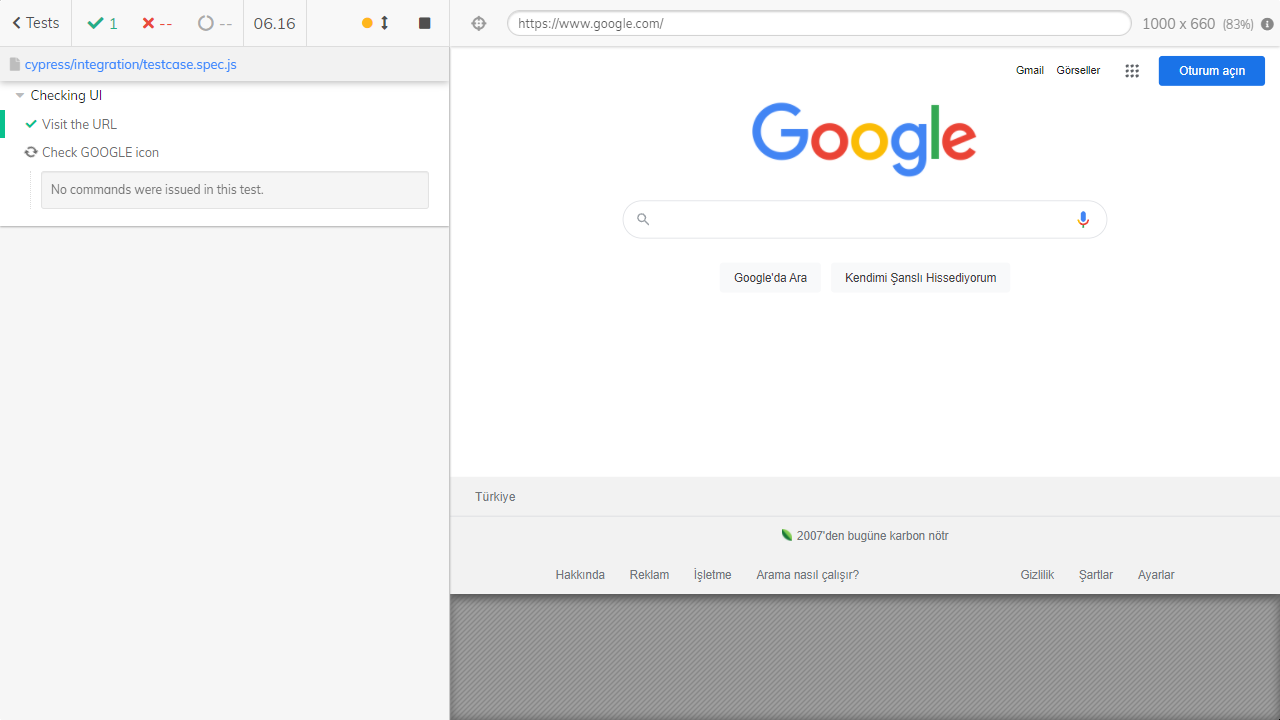 Tests 1 -- -- 06.16
https://www.google.com/ 1000 x 660 (83%)
cypress/integration/testcase.spec.js
Checking UI
Visit the URL
Check GOOGLE icon
No commands were issued in this test.
Gmail Görseller Oturum açın
Google
Google'da Ara Kendimi Şanslı Hissediyorum
Türkiye
2007'den bugüne karbon nötr
Hakkında Reklam İşletme Arama nasıl çalışır? Gizlilik Şartlar Ayarlar